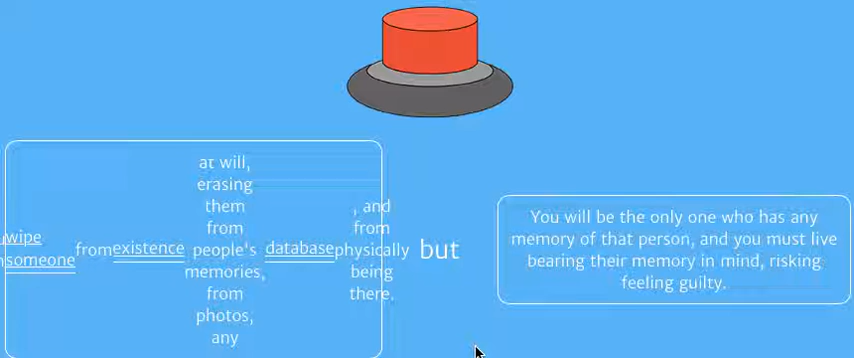 wipe
someone
from
existence
at will,
erasing
them
from
people's
memories,
from
photos,
any
database
, and
from
physically
being
there.
but
You will be the only one who has any
memory of that person, and you must live
bearing their memory in mind, risking
feeling guilty.